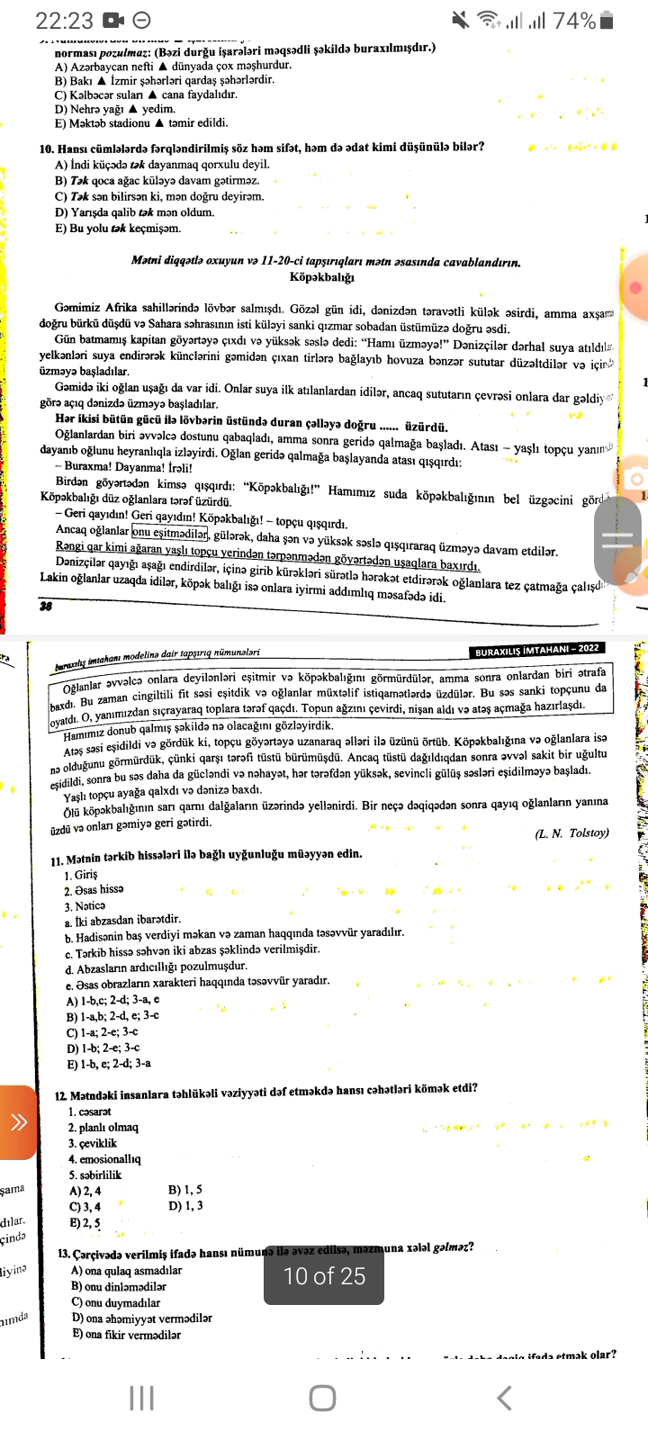 22:23
74%
norması pozulmaz: (Bəzi durğu işarələri məqsədli şəkildə buraxılmışdır.)
A) Azərbaycan nefti ▲ dünyada çox məşhurdur.
B) Bakı ▲ İzmir şəhərləri qardaş şəhərlərdir.
C) Kəlbəcər suları ▲ cana faydalıdır.
D) Nehrə yağı ▲ yedim.
E) Məktəb stadionu ▲ təmir edildi.
10. Hansı cümlələrdə fərqləndirilmiş söz həm sifət, həm də ədat kimi düşünülə bilər?
A) İndi küçədə tək dayanmaq qorxulu deyil.
B) Tək qoca ağac küləyə davam gətirməz.
C) Tək sən bilirsən ki, mən doğru deyirəm.
D) Yarışda qalib tək mən oldum.
E) Bu yolu tək keçmişəm.
Mətni diqqətlə oxuyun və 11-20-ci tapşırıqları mətn əsasında cavablandırın.
Köpəkbalığı
Gəmimiz Afrika sahillərində lövbər salmışdı. Gözəl gün idi, dənizdən təravətli külək əsirdi, amma axşama
doğru bürkü düşdü və Sahara səhrasının isti küləyi sanki qızmar sobadan üstümüzə doğru əsdi.
Gün batmamış kapitan göyərtəyə çıxdı və yüksək səslə dedi: “Hamı üzməyə!” Dənizçilər dərhal suya atıldılar
yelkənləri suya endirərək künclərini gəmidən çıxan tirlərə bağlayıb hovuza bənzər sututar düzəltdilər və içində
üzməyə başladılar.
Gəmidə iki oğlan uşağı da var idi. Onlar suya ilk atılanlardan idilər, ancaq sututarın çevrəsi onlara dar gəldiyinə
görə açıq dənizdə üzməyə başladılar.
Hər ikisi bütün gücü ilə lövbərin üstündə duran çəlləyə doğru ...... üzürdü.
Oğlanlardan biri əvvəlcə dostunu qabaqladı, amma sonra geridə qalmağa başladı. Atası – yaşlı topçu yanımda
dayanıb oğlunu heyranlıqla izləyirdi. Oğlan geridə qalmağa başlayanda atası qışqırdı:
– Buraxma! Dayanma! İrəli!
Birdən göyərtədən kimsə qışqırdı: “Köpəkbalığı!” Hamımız suda köpəkbalığının bel üzgəcini
Köpəkbalığı düz oğlanlara tərəf üzürdü.
– Geri qayıdın! Geri qayıdın! Köpəkbalığı! – topçu qışqırdı.
Ancaq oğlanlar onu eşitmədilər, gülərək, daha şən və yüksək səslə qışqıraraq üzməyə davam etdilər.
Rəngi qar kimi ağaran yaşlı topçu yerindən tərpənmədən göyərtədən uşaqlara baxırdı.
Dənizçilər qayığı aşağı endirdilər, içinə girib kürəkləri sürətlə hərəkət etdirərək oğlanlara tez çatmağa
Lakin oğlanlar uzaqda idilər, köpək balığı isə onlara iyirmi addımlıq məsafədə idi.
38
buraxılış imtahanı modelinə dair tapşırıq nümunələri
BURAXILIŞ İMTAHANI – 2022
Oğlanlar əvvəlcə onlara deyilənləri eşitmir və köpəkbalığını görmürdülər, amma sonra onlardan biri ətrafa
baxdı. Bu zaman cingiltili fit səsi eşitdik və oğlanlar müxtəlif istiqamətlərdə üzdülər. Bu səs sanki topçunu da
oyatdı. O, yanımızdan sıçrayaraq toplara tərəf qaçdı. Topun ağzını çevirdi, nişan aldı və atəş açmağa hazırlaşdı.
Hamımız donub qalmış şəkildə nə olacağını gözləyirdik.
Atəş səsi eşidildi və gördük ki, topçu göyərtəyə uzanaraq əlləri ilə üzünü örtüb. Köpəkbalığına və oğlanlara isə
nə olduğunu görmürdük, çünki qarşı tərəfi tüstü bürümüşdü. Ancaq tüstü dağıldıqdan sonra əvvəl sakit bir uğultu
eşidildi, sonra bu səs daha da gücləndi və nəhayət, hər tərəfdən yüksək, sevincli gülüş səsləri eşidilməyə başladı.
Yaşlı topçu ayağa qalxdı və dənizə baxdı.
Ölü köpəkbalığının sarı qarnı dalğaların üzərində yellənirdi. Bir neçə dəqiqədən sonra qayıq oğlanların yanına
üzdü və onları gəmiyə geri gətirdi.
(L. N. Tolstoy)
11. Mətnin tərkib hissələri ilə bağlı uyğunluğu müəyyən edin.
1. Giriş
2. Əsas hissə
3. Nəticə
a. İki abzasdan ibarətdir.
b. Hadisənin baş verdiyi məkan və zaman haqqında təsəvvür yaradılır.
c. Tərkib hissə səhvən iki abzas şəklində verilmişdir.
d. Abzasların ardıcıllığı pozulmuşdur.
e. Əsas obrazların xarakteri haqqında təsəvvür yaradır.
A) 1-b,c; 2-d; 3-a, e
B) 1-a,b; 2-d, e; 3-c
C) 1-a; 2-e; 3-c
D) 1-b; 2-e; 3-c
E) 1-b, e; 2-d; 3-a
12. Mətndəki insanlara təhlükəli vəziyyəti dəf etməkdə hansı cəhətləri kömək etdi?
1. cəsarət
2. planlı olmaq
3. çeviklik
4. emosionallıq
5. səbirlilik
A) 2, 4 B) 1, 5
C) 3, 4 D) 1, 3
E) 2, 5
13. Çərçivədə verilmiş ifadə hansı nümunə ilə əvəz edilsə, məzmuna xələl gəlməz?
A) ona qulaq asmadılar
B) onu dinləmədilər
C) onu duymadılar
D) ona əhəmiyyət vermədilər
E) ona fikir vermədilər
10 of 25
ifadə etmək olar?